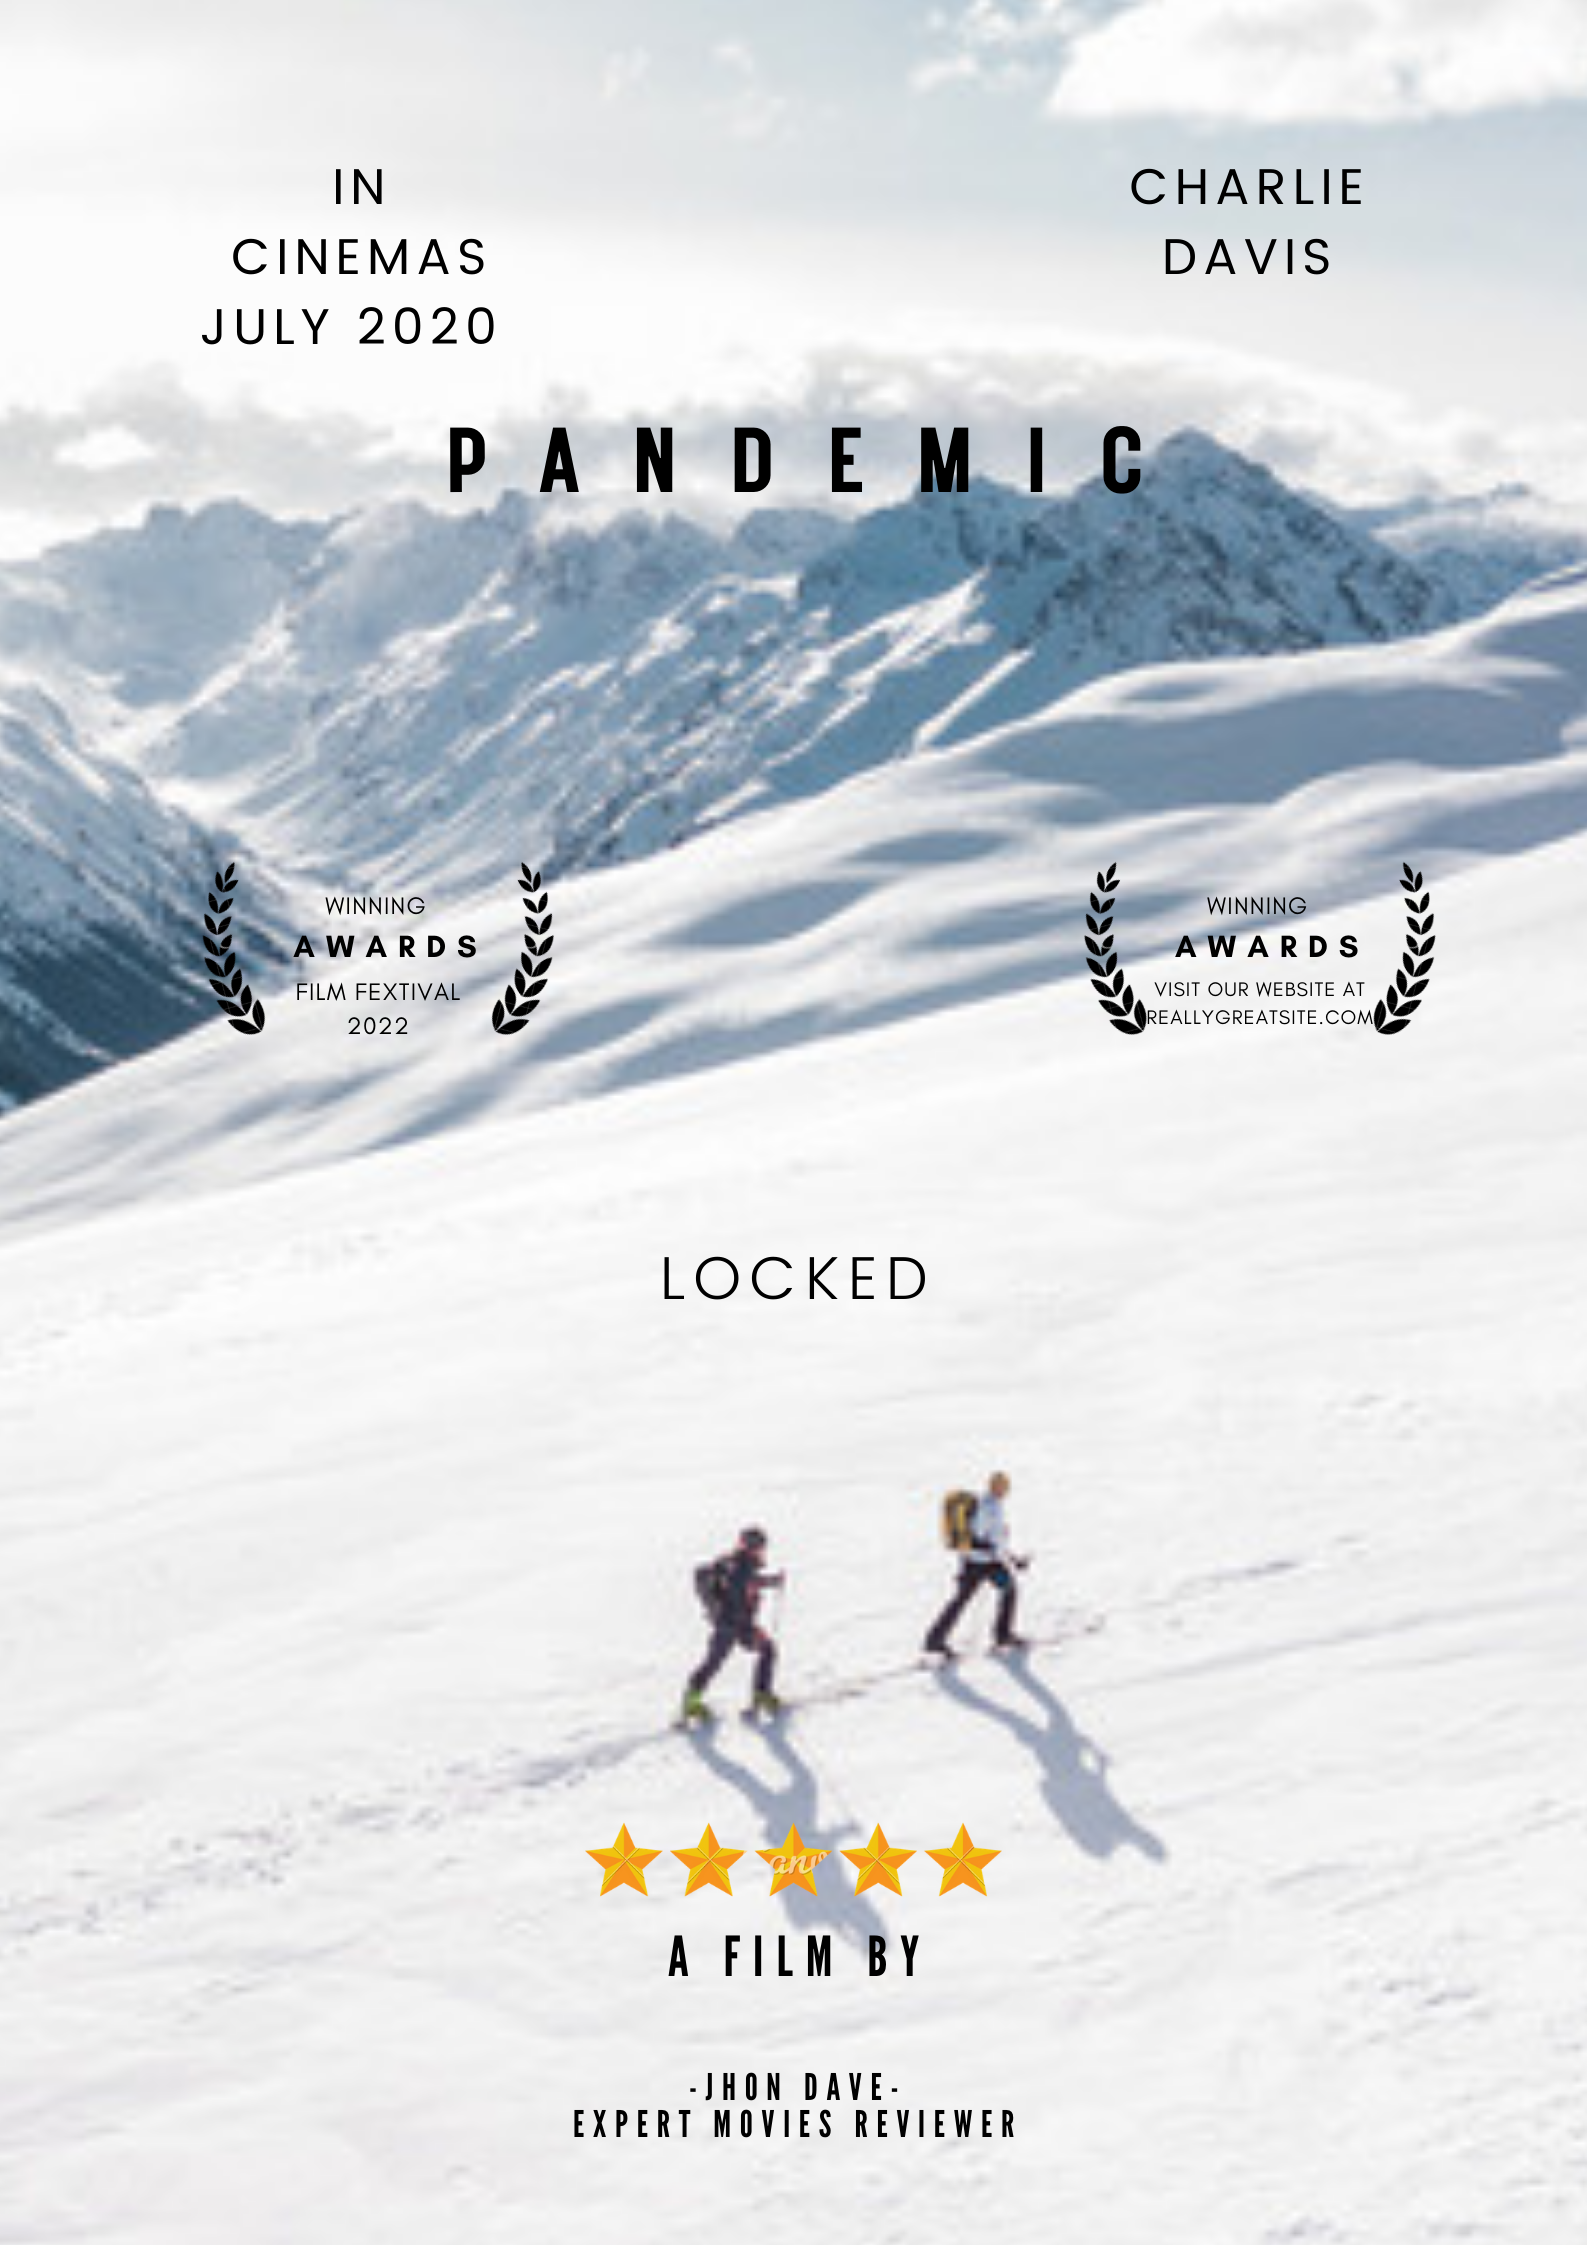 IN
CINEMAS
JULY 2020
CHARLIE
DAVIS
PANDEMIC
WINNING
AWARDS
FILM FEXTIVAL
2022
WINNING
AWARDS
VISIT OUR WEBSITE AT
REALLYGREATSITE.COM
LOCKED
A FILM BY
-JHON DAVE-
EXPERT MOVIES REVIEWER